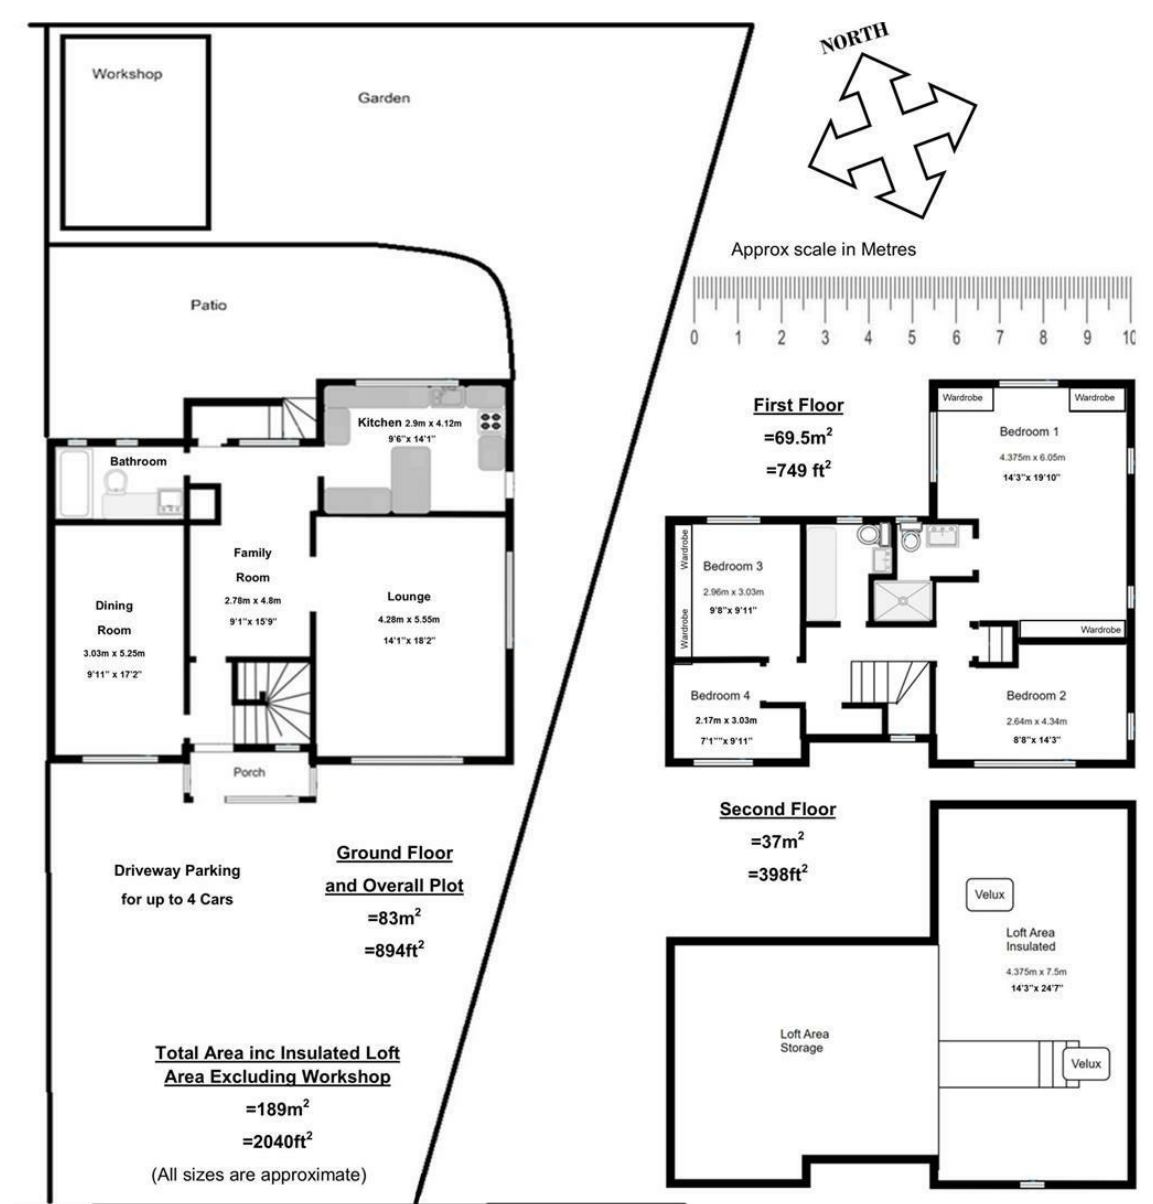 Workshop
Garden
NORTH
Approx scale in Metres
0 1 2 3 4 5 6 7 8 9 10
Patio
Kitchen 2.9m x 4.12m
9'6"x 14'1"
Bathroom
Family
Room
2.78m x 4.8m
9'1"x 15'9"
Dining
Room
3.03m x 5.25m
9'11" x 17'2"
Lounge
4.28m x 5.55m
14'1"x 18'2"
Porch
Driveway Parking
for up to 4 Cars
Ground Floor
and Overall Plot
=83m²
=894ft²
Total Area inc Insulated Loft
Area Excluding Workshop
=189m²
=2040ft²
(All sizes are approximate)
First Floor
=69.5m²
=749 ft²
Wardrobe
Wardrobe
Bedroom 1
4.375m x 6.05m
14'3"x 19'10"
Wardrobe
Wardrobe
Bedroom 3
2.96m x 3.03m
9'8"x 9'11"
Wardrobe
Bedroom 4
2.17m x 3.03m
7'1""x 9'11"
Bedroom 2
2.64m x 4.34m
8'8"x 14'3"
Second Floor
=37m²
=398ft²
Velux
Loft Area
Insulated
4.375m x 7.5m
14'3"x 24'7"
Loft Area
Storage
Velux